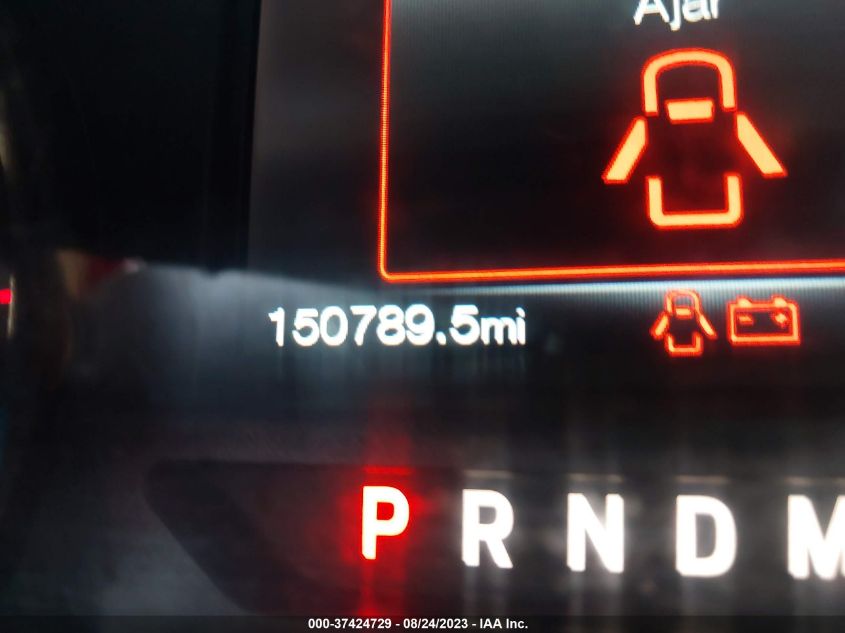 Ajar
150789.5mi
P R N D M
000-37424729 - 08/24/2023 - IAA Inc.